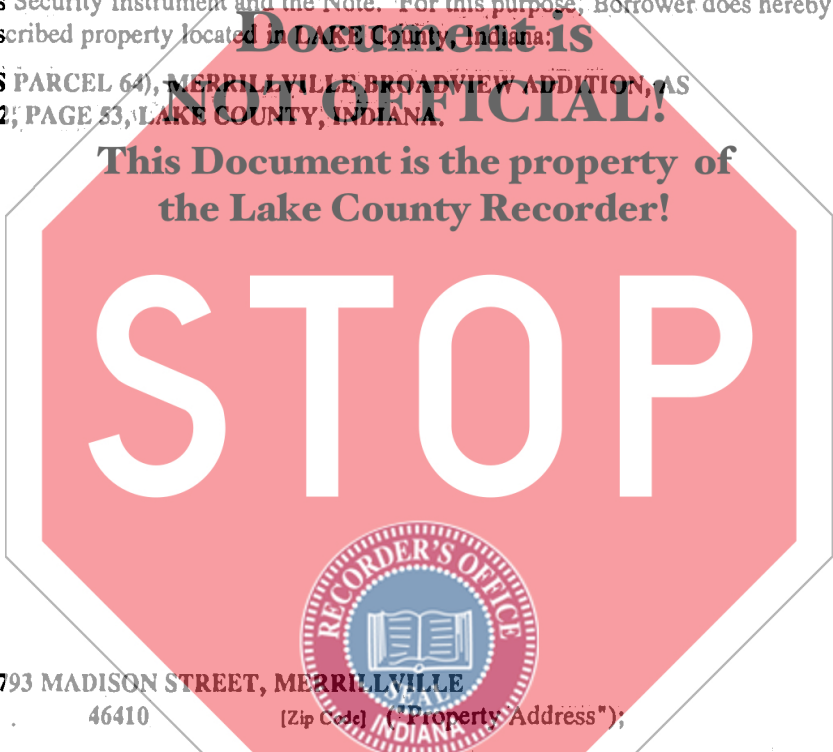 s Security Instrument and the Note. For this purpose, Borrower does hereby
scribed property located in LAKE County, Indiana:
Document is
S PARCEL 64), MERRILLVILLE BROADVIEW ADDITION, AS
NOT OFFICIAL!
2, PAGE 53, LAKE COUNTY, INDIANA.
This Document is the property of
the Lake County Recorder!
STOP
RECORDER'S OFFICE
SEAL
INDIANA
793 MADISON STREET, MERRILLVILLE
46410 [Zip Code] ("Property Address");